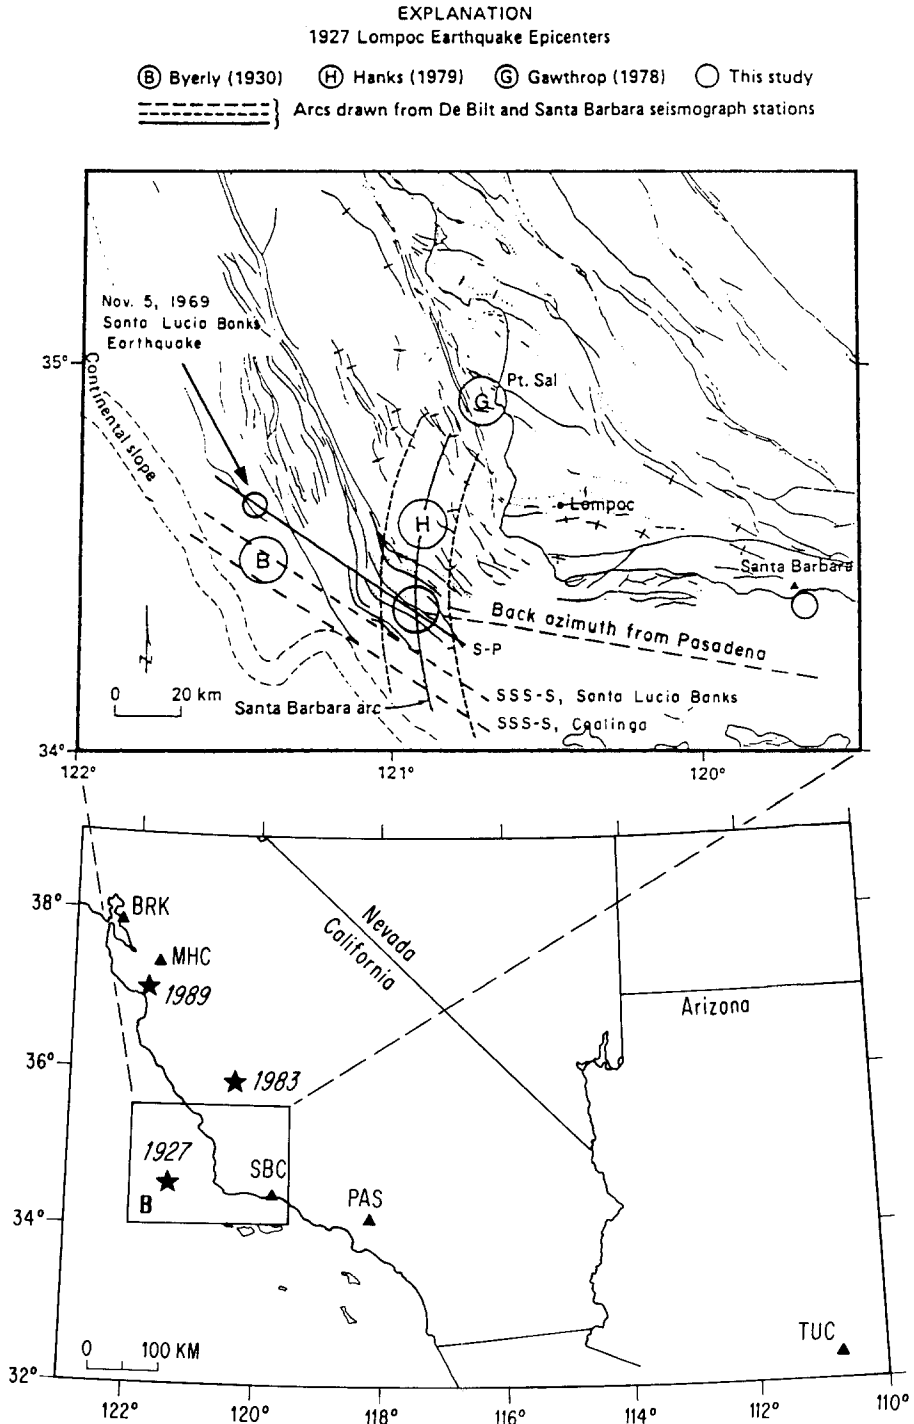 EXPLANATION
1927 Lompoc Earthquake Epicenters
B Byerly (1930) H Hanks (1979) G Gawthrop (1978) This study
Arcs drawn from De Bilt and Santa Barbara seismograph stations
Nov. 5, 1969
Santa Lucia Banks
Earthquake
35°
Continental slope
Pt. Sal
G
H
Lompoc
B
Santa Barbara
Back azimuth from Pasadena
N
S-P
0 20 km
SSS-S, Santa Lucia Banks
Santa Barbara arc
SSS-S, Coalinga
34°
122° 121° 120°
38°
BRK
Nevada
California
MHC
1989
Arizona
36°
1983
1927
SBC
PAS
B
34°
TUC
0 100 KM
32°
122° 120° 118° 116° 114° 112° 110°